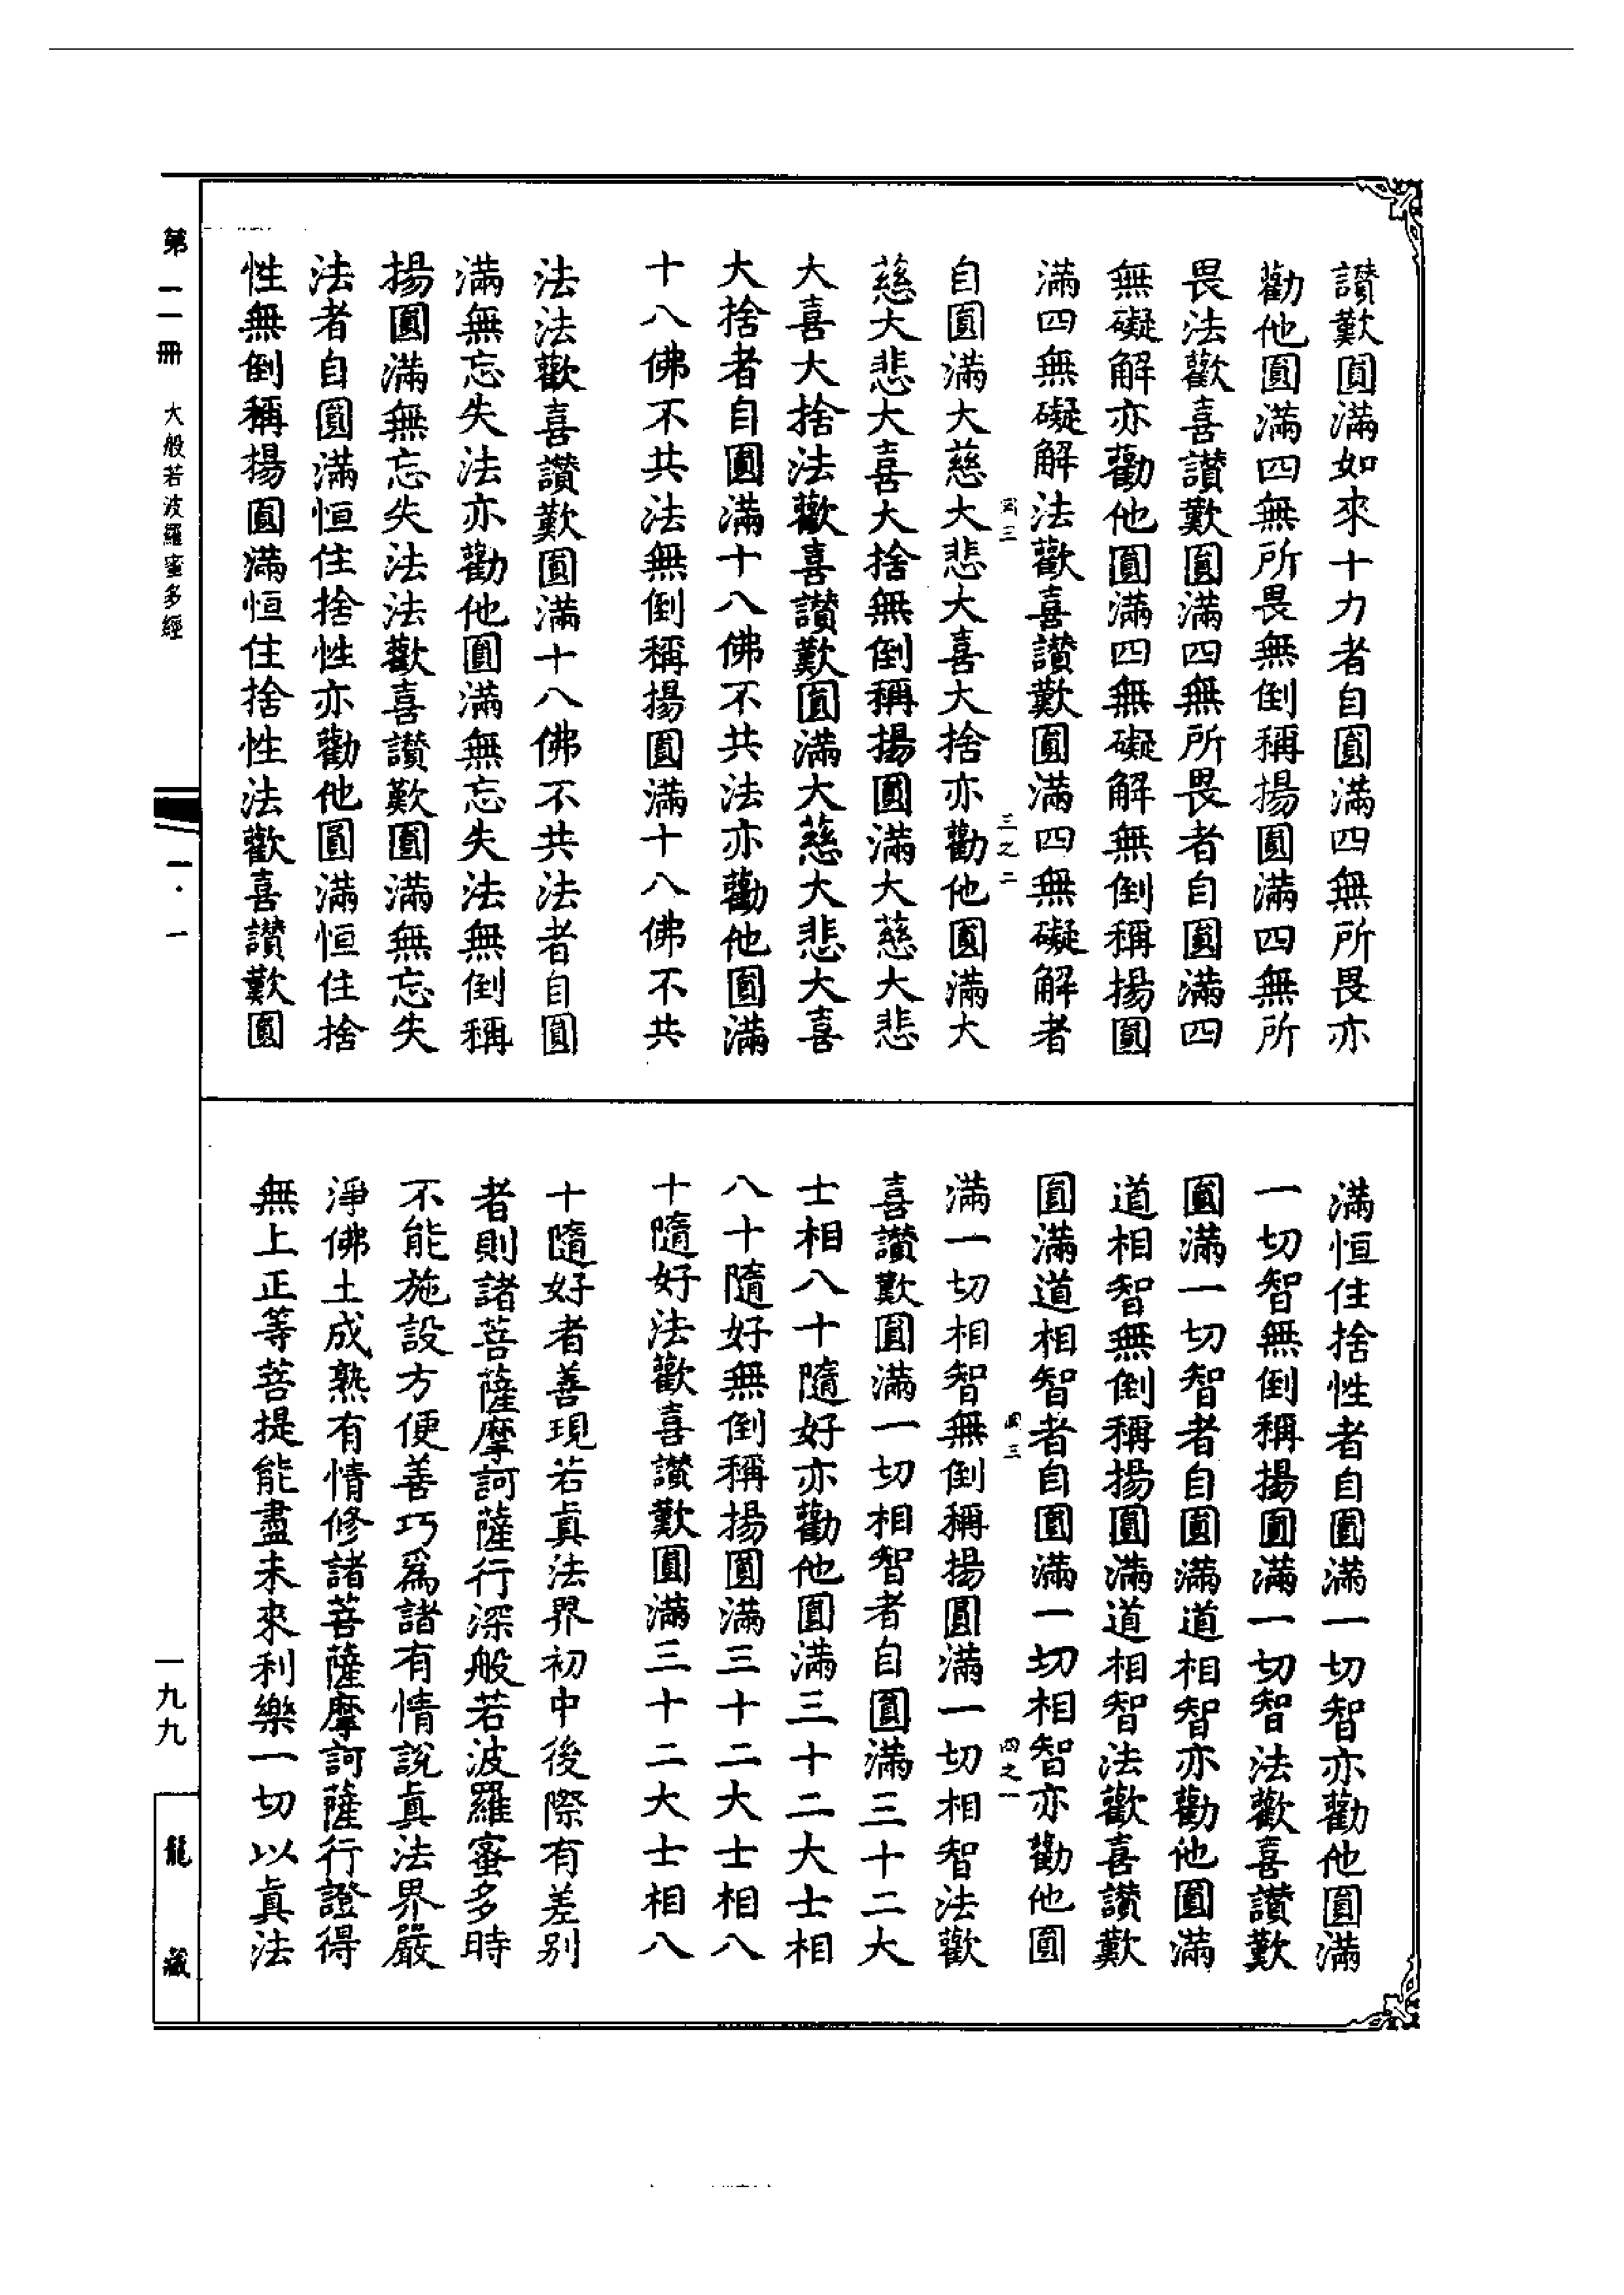 讚歎圓滿如來十力者自圓滿四無所畏亦
勸他圓滿四無所畏無倒稱揚圓滿四無所
畏法歡喜讚歎圓滿四無所畏者自圓滿四
無礙解亦勸他圓滿四無礙解無倒稱揚圓
滿四無礙解法歡喜讚歎圓滿四無礙解者
三之二
自圓滿大慈大悲大喜大捨亦勸他圓滿大
慈大悲大喜大捨無倒稱揚圓滿大慈大悲
大喜大捨法歡喜讚歎圓滿大慈大悲大喜
大捨者自圓滿十八佛不共法亦勸他圓滿
十八佛不共法無倒稱揚圓滿十八佛不共
法法歡喜讚歎圓滿十八佛不共法者自圓
滿無忘失法亦勸他圓滿無忘失法無倒稱
揚圓滿無忘失法法歡喜讚歎圓滿無忘失
法者自圓滿恒住捨性亦勸他圓滿恒住捨
性無倒稱揚圓滿恒住捨性法歡喜讚歎圓
滿恒住捨性者自圓滿一切智亦勸他圓滿
一切智無倒稱揚圓滿一切智法歡喜讚歎
圓滿一切智者自圓滿道相智亦勸他圓滿
道相智無倒稱揚圓滿道相智法歡喜讚歎
圓滿道相智者自圓滿一切相智亦勸他圓
四之一
滿一切相智無倒稱揚圓滿一切相智法歡
喜讚歎圓滿一切相智者自圓滿三十二大
士相八十隨好亦勸他圓滿三十二大士相
八十隨好無倒稱揚圓滿三十二大士相八
十隨好法歡喜讚歎圓滿三十二大士相八
十隨好者善現若真法界初中後際有差別
者則諸菩薩摩訶薩行深般若波羅蜜多時
不能施設方便善巧爲諸有情說真法界嚴
淨佛土成熟有情修諸菩薩摩訶薩行證得
無上正等菩提能盡未來利樂一切以真法
第二冊 大般若波羅蜜多經
一·一
一九九
龍藏